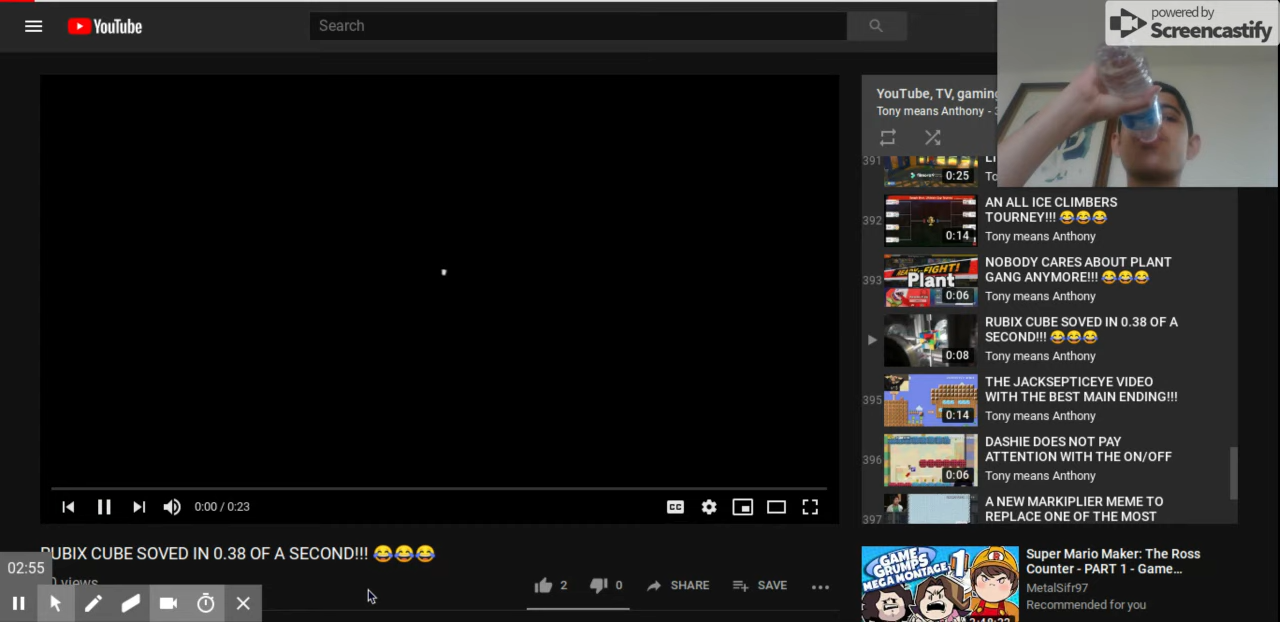 YouTube
Search
powered by
Screencastify
YouTube, TV, gaming
Tony means Anthony - 3
391
0:25
392
0:14
AN ALL ICE CLIMBERS
TOURNEY!!! 😂😂😂
Tony means Anthony
393
READY TO FIGHT!
Plant
0:06
NOBODY CARES ABOUT PLANT
GANG ANYMORE!!! 😂😂😂
Tony means Anthony
0:08
RUBIX CUBE SOVED IN 0.38 OF A
SECOND!!! 😂😂😂
Tony means Anthony
395
0:14
THE JACKSEPTICEYE VIDEO
WITH THE BEST MAIN ENDING!!!
Tony means Anthony
396
0:06
DASHIE DOES NOT PAY
ATTENTION WITH THE ON/OFF
Tony means Anthony
397
A NEW MARKIPLIER MEME TO
REPLACE ONE OF THE MOST
0:00 / 0:23
CC
RUBIX CUBE SOVED IN 0.38 OF A SECOND!!! 😂😂😂
views
2
0
SHARE
SAVE
02:55
GAME
GRUMPS
MEGA MONTAGE
1
Super Mario Maker: The Ross
Counter - PART 1 - Game...
MetalSifr97
Recommended for you